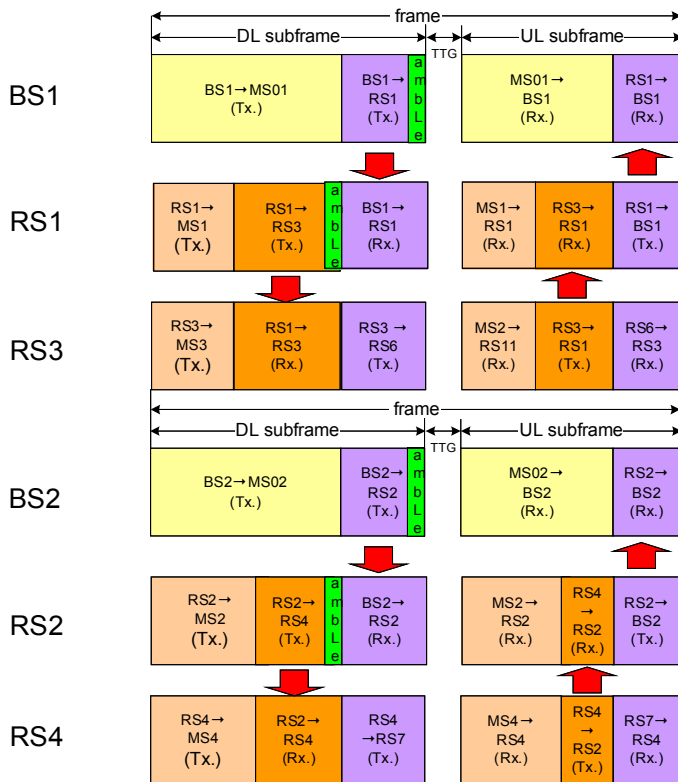 frame
DL subframe
TTG
UL subframe
BS1
BS1→MS01
(Tx.)
BS1→
RS1
(Tx.)
a
m
b
L
e
MS01→
BS1
(Rx.)
RS1→
BS1
(Rx.)
RS1
RS1→
MS1
(Tx.)
RS1→
RS3
(Tx.)
a
m
b
L
e
BS1→
RS1
(Rx.)
MS1→
RS1
(Rx.)
RS3→
RS1
(Rx.)
RS1→
BS1
(Tx.)
RS3
RS3→
MS3
(Tx.)
RS1→
RS3
(Rx.)
RS3 →
RS6
(Tx.)
MS2→
RS11
(Rx.)
RS3→
RS1
(Tx.)
RS6→
RS3
(Rx.)
frame
DL subframe
TTG
UL subframe
BS2
BS2→MS02
(Tx.)
BS2→
RS2
(Tx.)
a
m
b
L
e
MS02→
BS2
(Rx.)
RS2→
BS2
(Rx.)
RS2
RS2→
MS2
(Tx.)
RS2→
RS4
(Tx.)
a
m
b
L
e
BS2→
RS2
(Rx.)
MS2→
RS2
(Rx.)
RS4
→
RS2
(Rx.)
RS2→
BS2
(Tx.)
RS4
RS4→
MS4
(Tx.)
RS2→
RS4
(Rx.)
RS4
→RS7
(Tx.)
MS4→
RS4
(Rx.)
RS4
→
RS2
(Tx.)
RS7→
RS4
(Rx.)